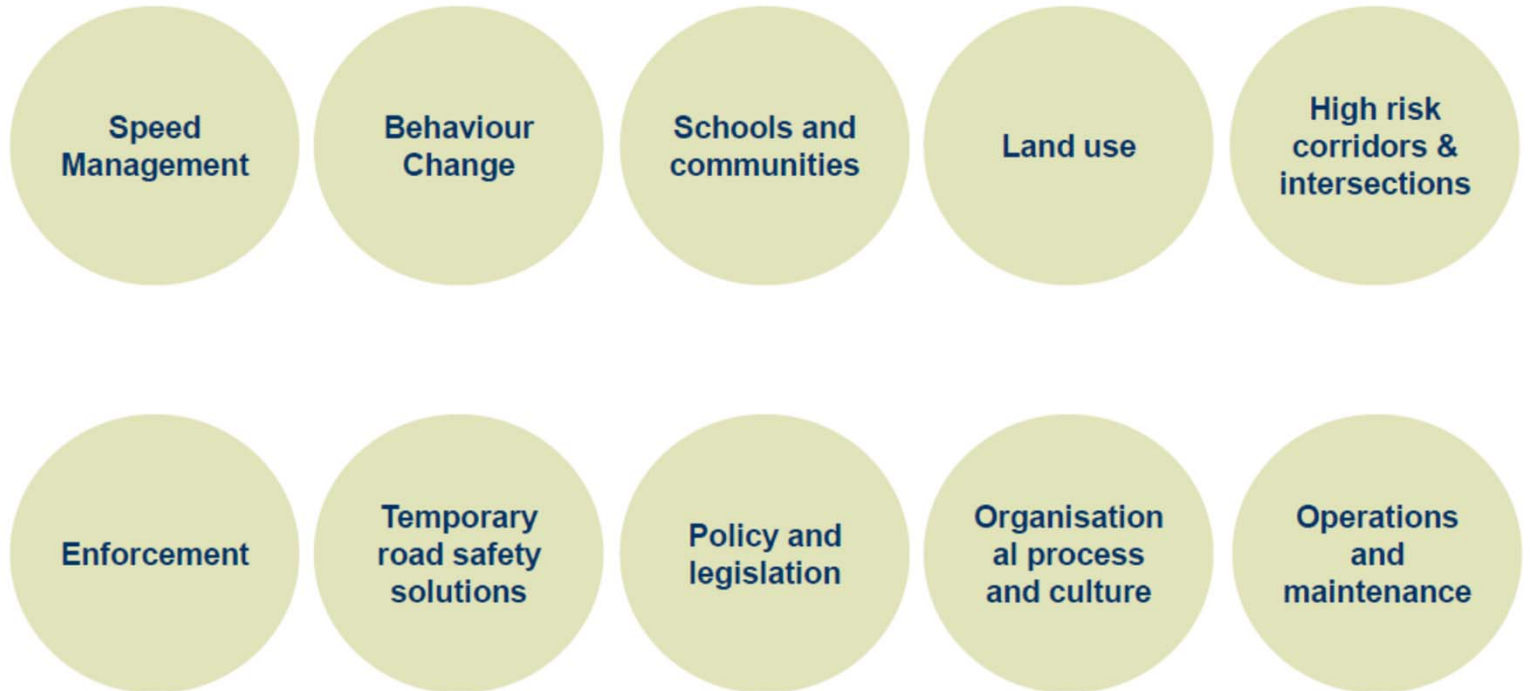 Speed
Management
Behaviour
Change
Schools and
communities
Land use
High risk
corridors &
intersections
Enforcement
Temporary
road safety
solutions
Policy and
legislation
Organisation
al process
and culture
Operations
and
maintenance